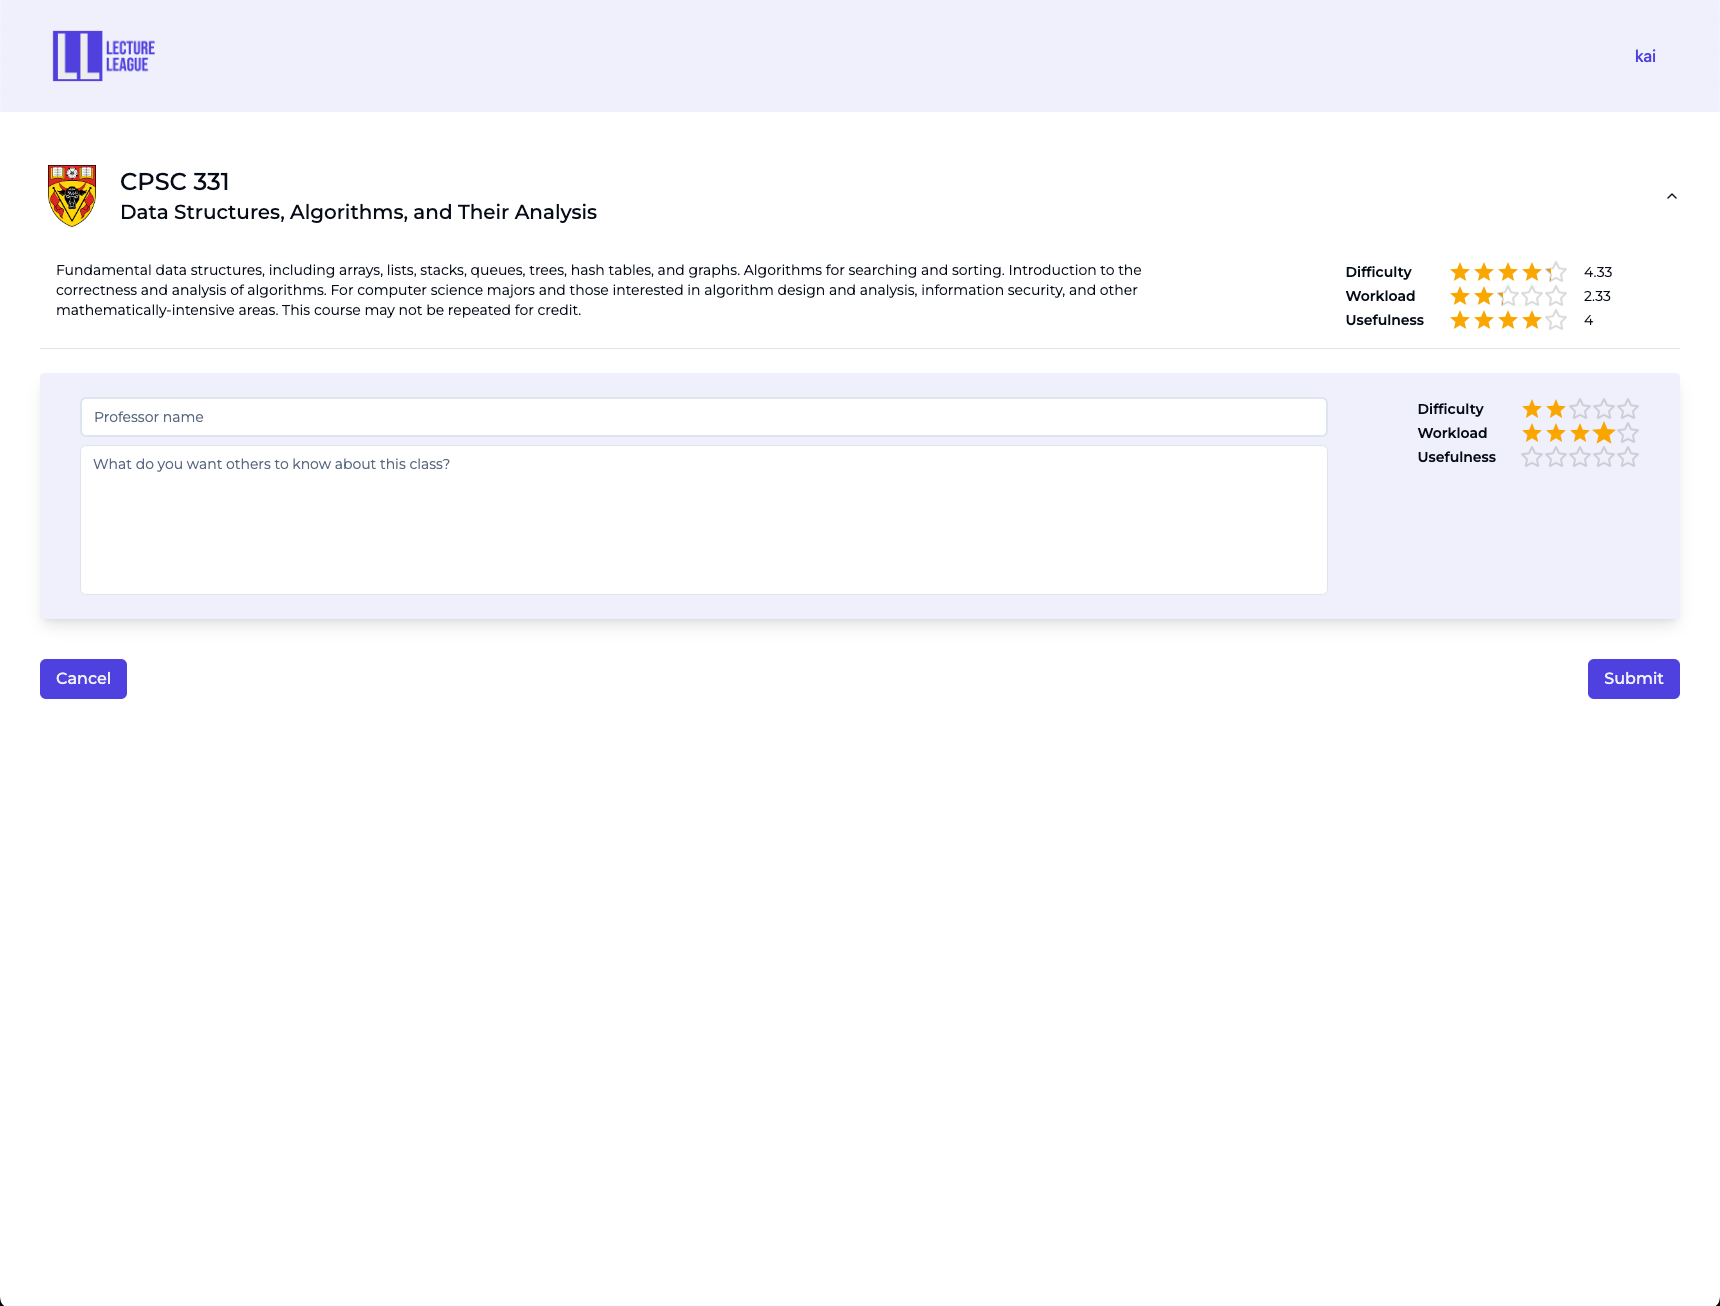 LL LECTURE
LEAGUE
kai
CPSC 331
Data Structures, Algorithms, and Their Analysis
Fundamental data structures, including arrays, lists, stacks, queues, trees, hash tables, and graphs. Algorithms for searching and sorting. Introduction to the
correctness and analysis of algorithms. For computer science majors and those interested in algorithm design and analysis, information security, and other
mathematically-intensive areas. This course may not be repeated for credit.
Difficulty 4.33
Workload 2.33
Usefulness 4
Professor name
What do you want others to know about this class?
Difficulty
Workload
Usefulness
Cancel
Submit